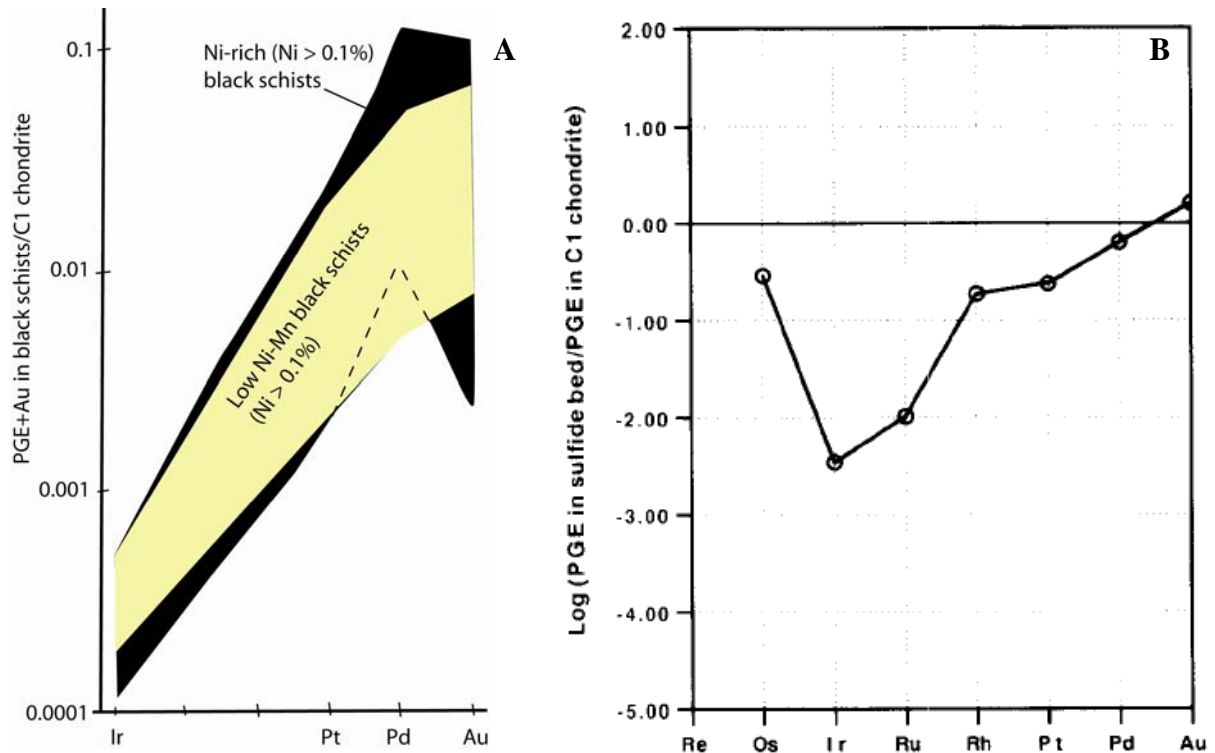 A
PGE+Au in black schists/C1 chondrite
0.1
0.01
0.001
0.0001
Ni-rich (Ni > 0.1%)
black schists
Low Ni-Mn black schists
(Ni > 0.1%)
Ir
Pt
Pd
Au
B
Log (PGE in sulfide bed/PGE in C1 chondrite)
2.00
1.00
0.00
-1.00
-2.00
-3.00
-4.00
-5.00
Re
Os
Ir
Ru
Rh
Pt
Pd
Au